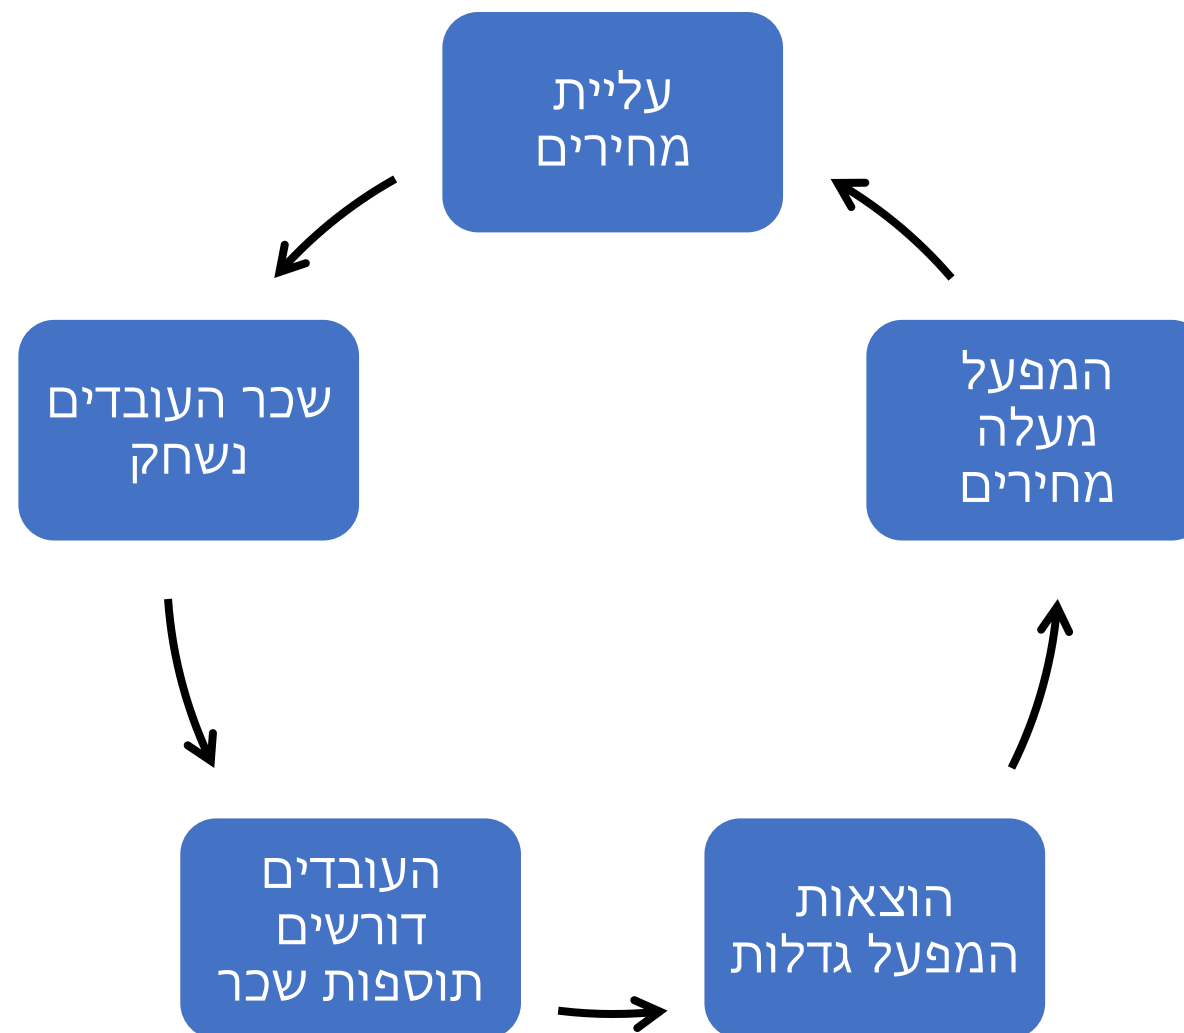 עליית
מחירים
שכר העובדים
נשחק
העובדים
דורשים
תוספות שכר
הוצאות
המפעל גדלות
המפעל
מעלה
מחירים